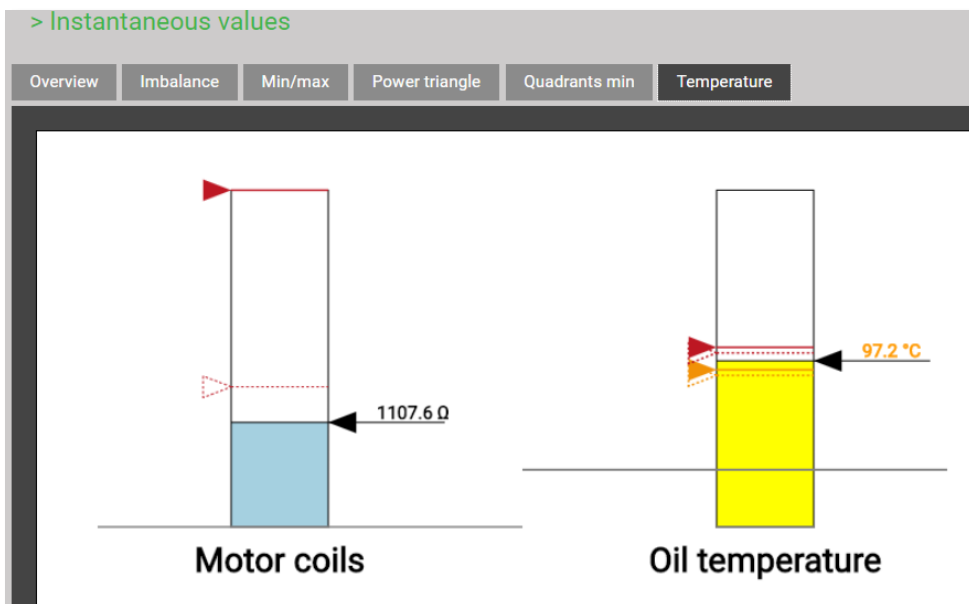 > Instantaneous values
Overview Imbalance Min/max Power triangle Quadrants min Temperature
1107.6 Ω
97.2 °C
Motor coils
Oil temperature